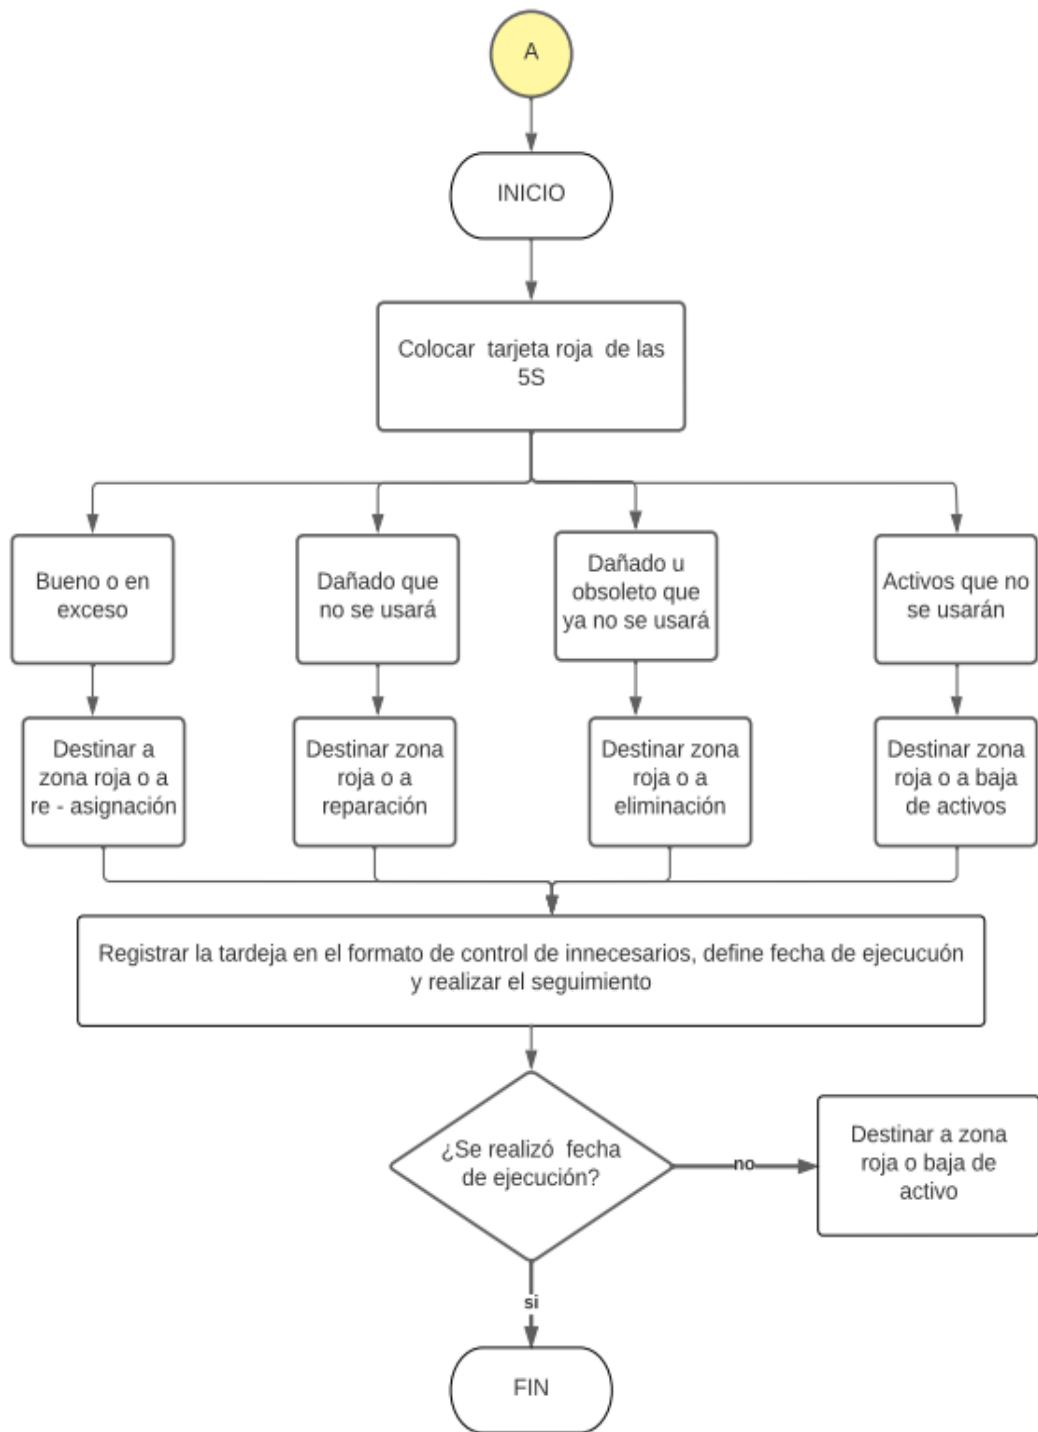 A
INICIO
Colocar tarjeta roja de las
5S
Bueno o en
exceso
Dañado que
no se usará
Dañado u
obsoleto que
ya no se usará
Activos que no
se usarán
Destinar a
zona roja o a
re - asignación
Destinar zona
roja o a
reparación
Destinar zona
roja o a
eliminación
Destinar zona
roja o a baja
de activos
Registrar la tardeja en el formato de control de innecesarios, define fecha de ejecucuón
y realizar el seguimiento
¿Se realizó fecha
de ejecución?
no
Destinar a zona
roja o baja de
activo
si
FIN